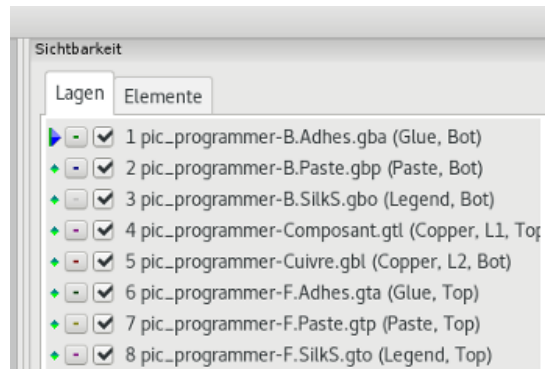 Sichtbarkeit
Lagen Elemente
1 pic_programmer-B.Adhes.gba (Glue, Bot)
2 pic_programmer-B.Paste.gbp (Paste, Bot)
3 pic_programmer-B.SilkS.gbo (Legend, Bot)
4 pic_programmer-Composant.gtl (Copper, L1, Top
5 pic_programmer-Cuivre.gbl (Copper, L2, Bot)
6 pic_programmer-F.Adhes.gta (Glue, Top)
7 pic_programmer-F.Paste.gtp (Paste, Top)
8 pic_programmer-F.SilkS.gto (Legend, Top)